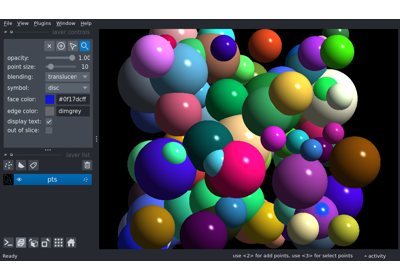 File View Plugins Window Help
layer controls
opacity: 1.00
point size: 10
blending: translucen
symbol: disc
face color: #0f17dcff
edge color: dimgrey
display text: ✓
out of slice:
layer list
pts
Ready use <2> for add points, use <3> for select points activity